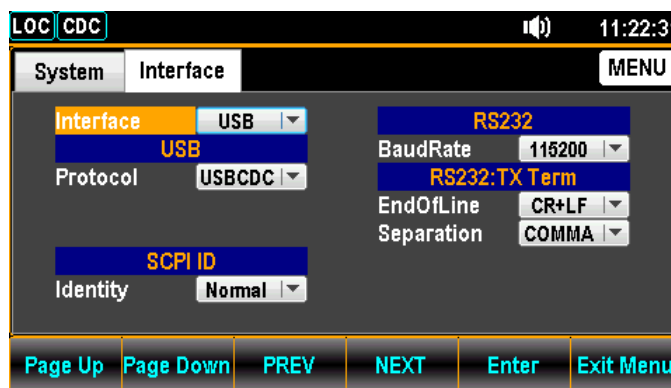 LOC CDC 11:22:3
System Interface MENU
Interface USB
USB
Protocol USBCDC
SCPI ID
Identity Normal
RS232
BaudRate 115200
RS232:TX Term
EndOfLine CR+LF
Separation COMMA
Page Up Page Down PREV NEXT Enter Exit Menu